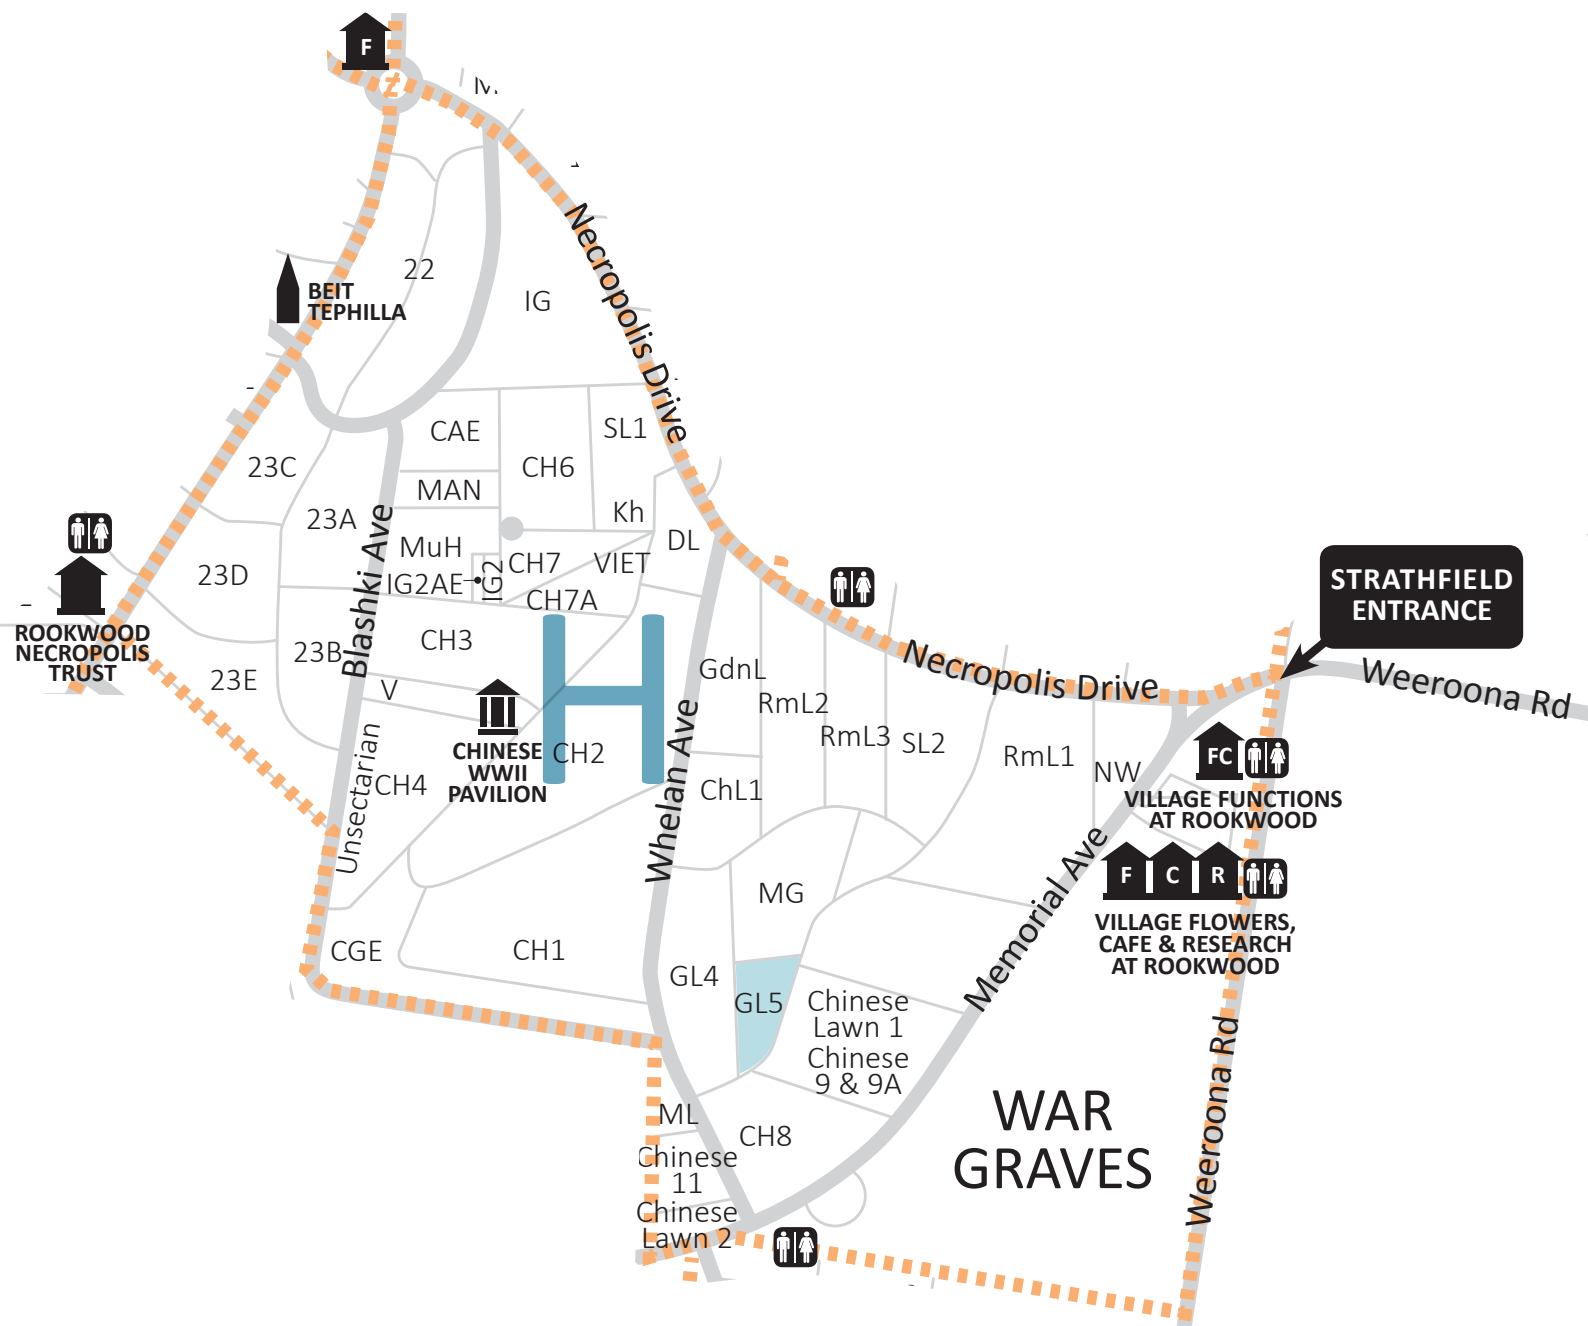 F
22
IG
BEIT
TEPHILLA
Necropolis Drive
CAE
SL1
CH6
23C
MAN
Kh
23A
DL
MuH
CH7
VIET
23D
IG2AE
IG2
CH7A
Blashki Ave
STRATHFIELD
ENTRANCE
ROOKWOOD
NECROPOLIS
TRUST
23B
CH3
23E
V
H
GdnL
RmL2
Necropolis Drive
Weeroona Rd
CHINESE
WWII
PAVILION
CH2
RmL3
SL2
RmL1
NW
FC
VILLAGE FUNCTIONS
AT ROOKWOOD
Unsectarian
CH4
Whelan Ave
ChL1
Memorial Ave
F C R
VILLAGE FLOWERS,
CAFE & RESEARCH
AT ROOKWOOD
MG
CGE
CH1
GL4
GL5
Chinese
Lawn 1
Chinese
9 & 9A
Weeroona Rd
WAR
GRAVES
ML
CH8
Chinese
11
Chinese
Lawn 2